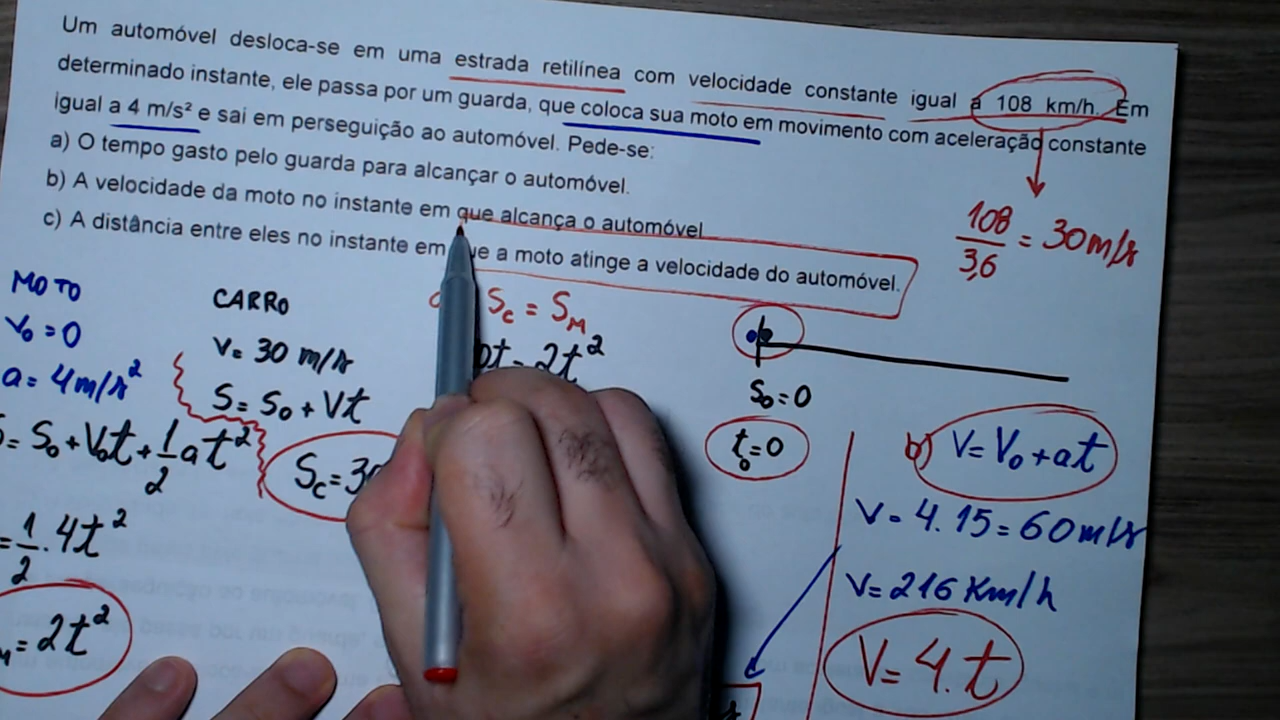 Um automóvel desloca-se em uma estrada retilínea com velocidade constante igual a 108 km/h. Em
determinado instante, ele passa por um guarda, que coloca sua moto em movimento com aceleração constante
igual a 4 m/s² e sai em perseguição ao automóvel. Pede-se:
a) O tempo gasto pelo guarda para alcançar o automóvel.
b) A velocidade da moto no instante em que alcança o automóvel
c) A distância entre eles no instante em que a moto atinge a velocidade do automóvel.
108/3,6 = 30 m/s
MOTO
V₀ = 0
a = 4 m/s²
S = S₀ + V₀t + 1/2 at²
= 1/2 . 4t²
= 2t²
CARRO
V = 30 m/s
S = S₀ + Vt
Sc = 3
Sc = SM
t = 2t²
S₀ = 0
t₀ = 0
b) V = V₀ + at
V = 4.15 = 60 m/s
V = 216 Km/h
V = 4.t